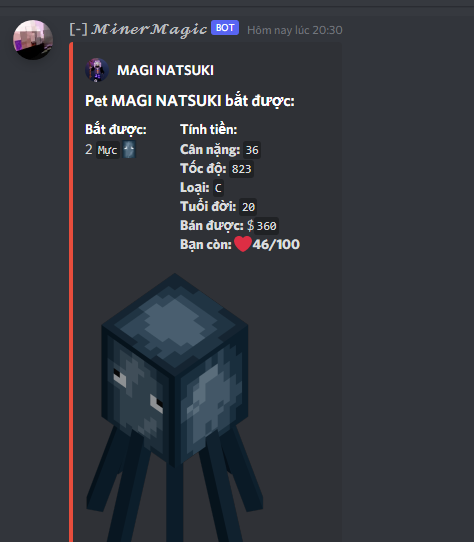 [-] 𝓜𝓲𝓷𝓮𝓻𝓜𝓪𝓰𝓲𝓬 BOT Hôm nay lúc 20:30
MAGI NATSUKI
Pet MAGI NATSUKI bắt được:
Bắt được:
2 Mực
Tính tiền:
Cân nặng: 36
Tốc độ: 823
Loại: C
Tuổi đời: 20
Bán được: $360
Bạn còn: ❤️46/100